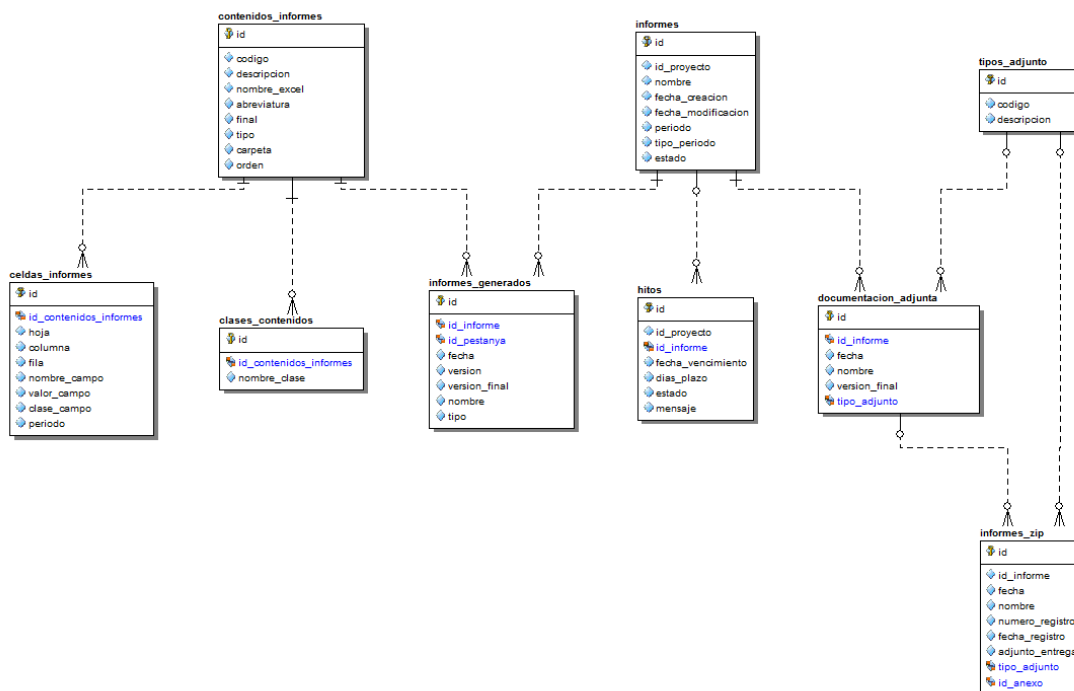 contenidos_informes
id
codigo
descripcion
nombre_excel
abreviatura
final
tipo
carpeta
orden
informes
id
id_proyecto
nombre
fecha_creacion
fecha_modificacion
periodo
tipo_periodo
estado
tipos_adjunto
id
codigo
descripcion
celdas_informes
id
id_contenidos_informes
hoja
columna
fila
nombre_campo
valor_campo
clase_campo
periodo
clases_contenidos
id
id_contenidos_informes
nombre_clase
informes_generados
id
id_informe
id_pestanya
fecha
version
version_final
nombre
tipo
hitos
id
id_proyecto
id_informe
fecha_vencimiento
dias_plazo
estado
mensaje
documentacion_adjunta
id
id_informe
fecha
nombre
version_final
tipo_adjunto
informes_zip
id
id_informe
fecha
nombre
numero_registro
fecha_registro
adjunto_entrega
tipo_adjunto
id_anexo